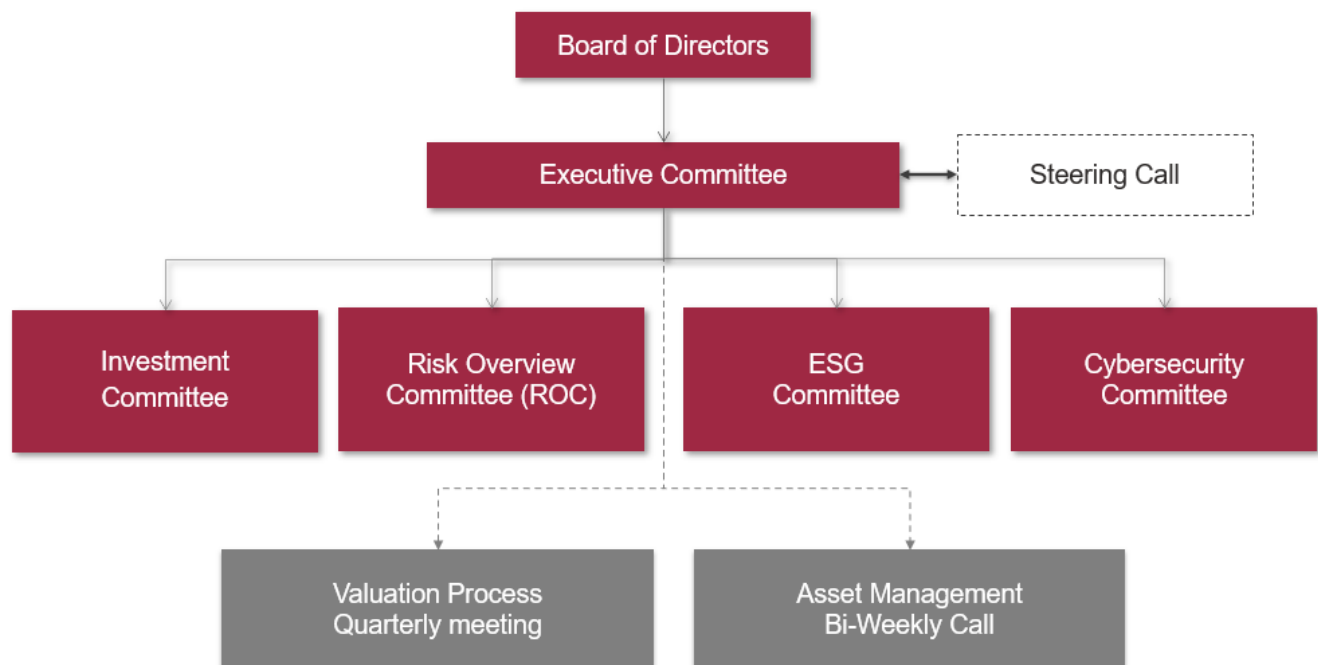 Board of Directors
Executive Committee
Steering Call
Investment
Committee
Risk Overview
Committee (ROC)
ESG
Committee
Cybersecurity
Committee
Valuation Process
Quarterly meeting
Asset Management
Bi-Weekly Call